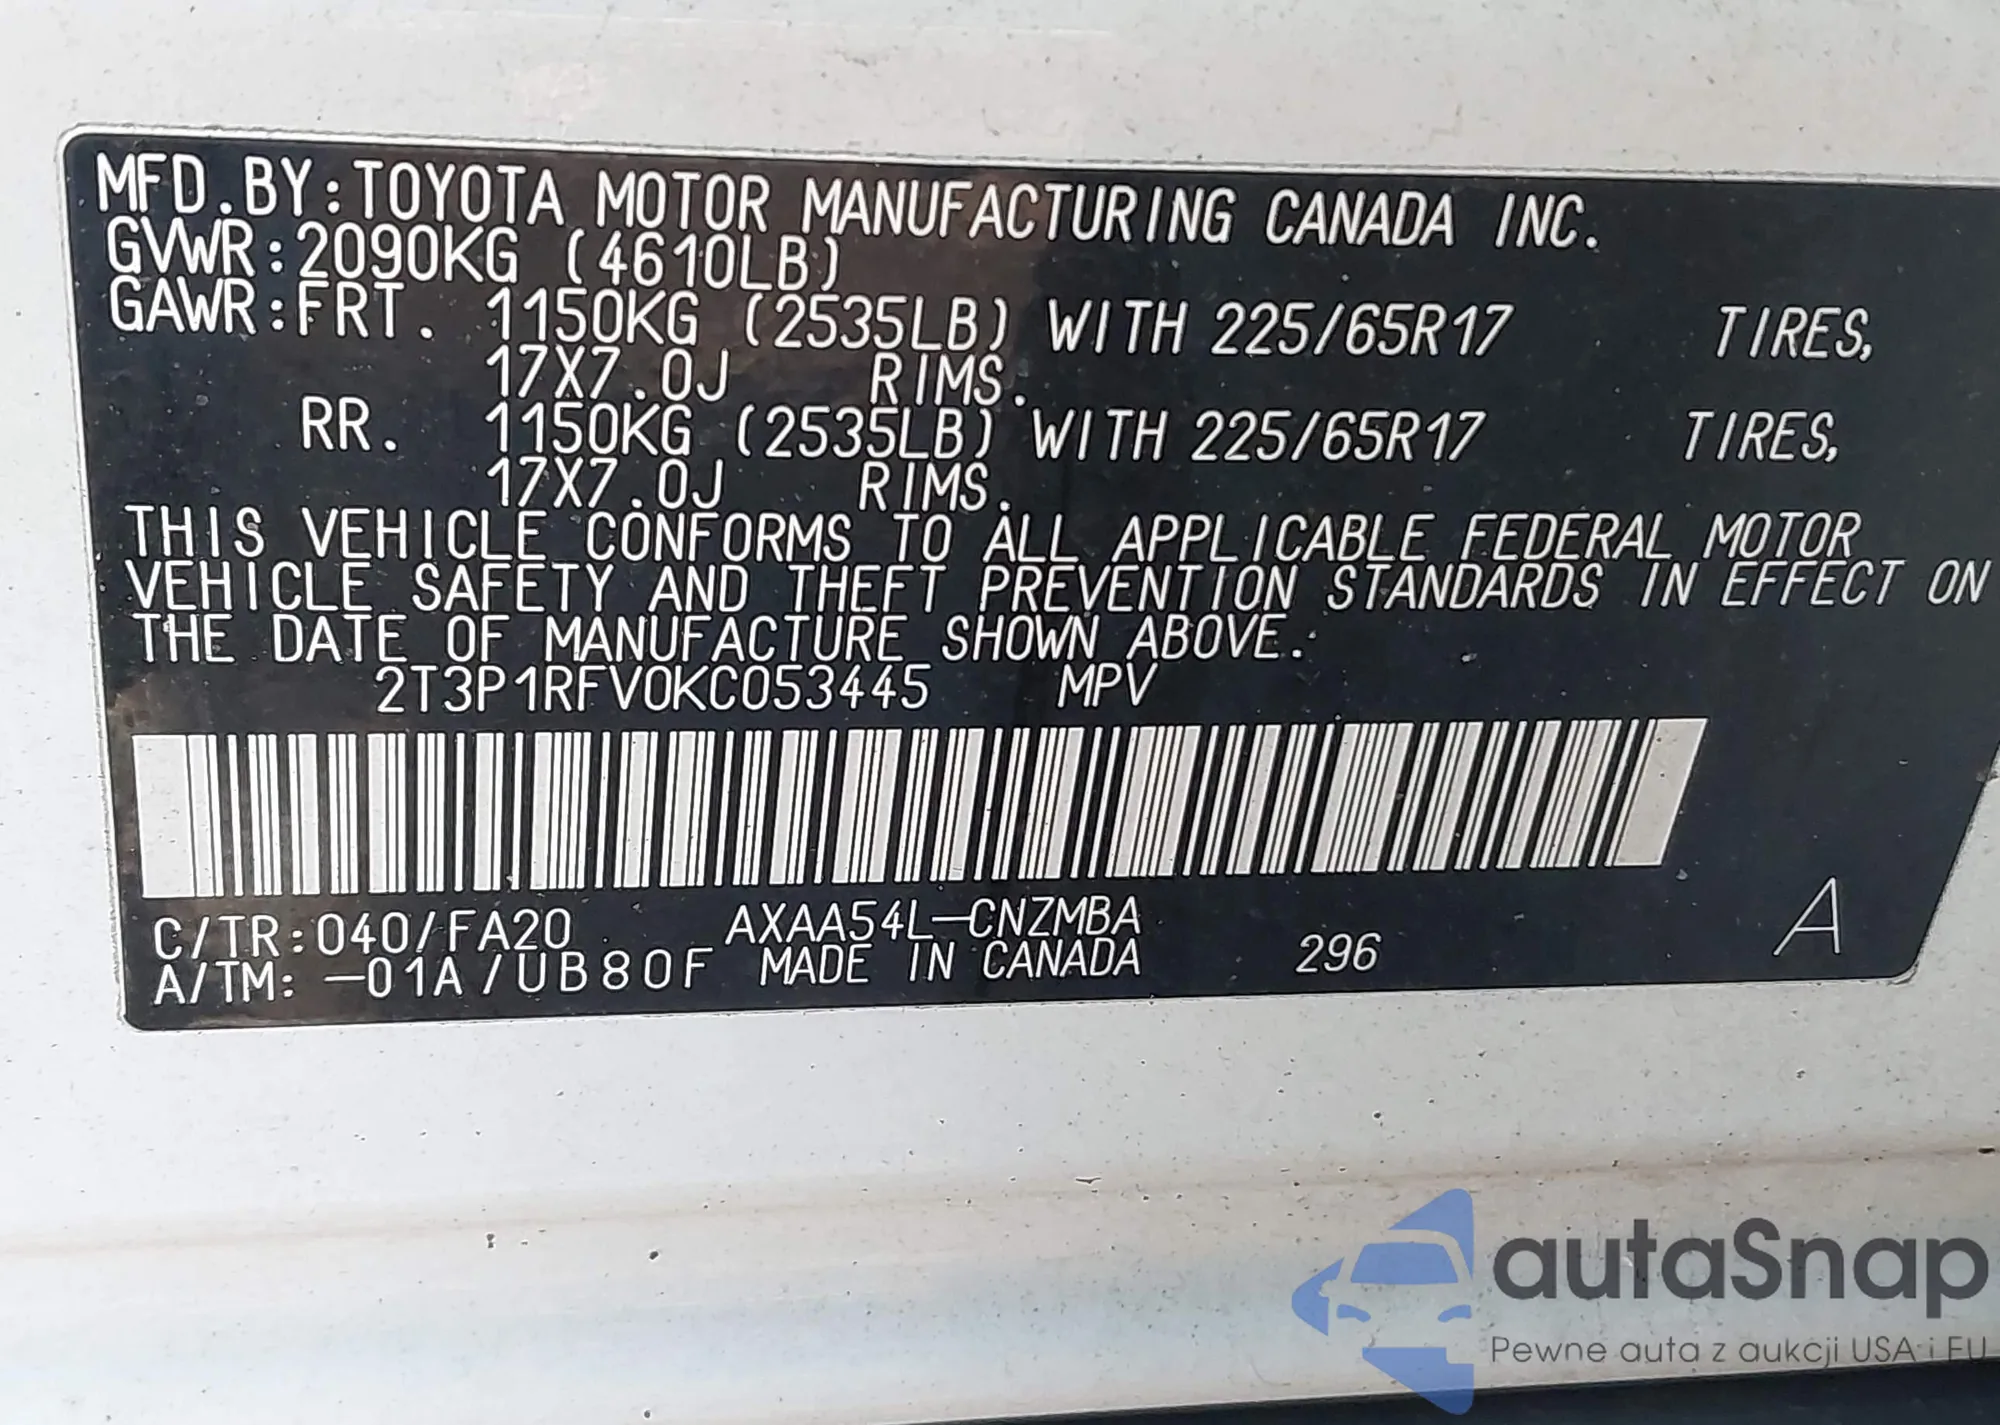 MFD.BY:TOYOTA MOTOR MANUFACTURING CANADA INC.
GVWR:2090KG (4610LB)
GAWR:FRT. 1150KG (2535LB) WITH 225/65R17 TIRES,
17X7.0J RIMS.
RR. 1150KG (2535LB) WITH 225/65R17 TIRES,
17X7.0J RIMS.
THIS VEHICLE CONFORMS TO ALL APPLICABLE FEDERAL MOTOR
VEHICLE SAFETY AND THEFT PREVENTION STANDARDS IN EFFECT ON
THE DATE OF MANUFACTURE SHOWN ABOVE.
2T3P1RFV0KC053445 MPV
C/TR:040/FA20 AXAA54L-CNZMBA
A/TM:-01A/UB80F MADE IN CANADA 296 A
autaSnap
Pewne auta z aukcji USA i EU